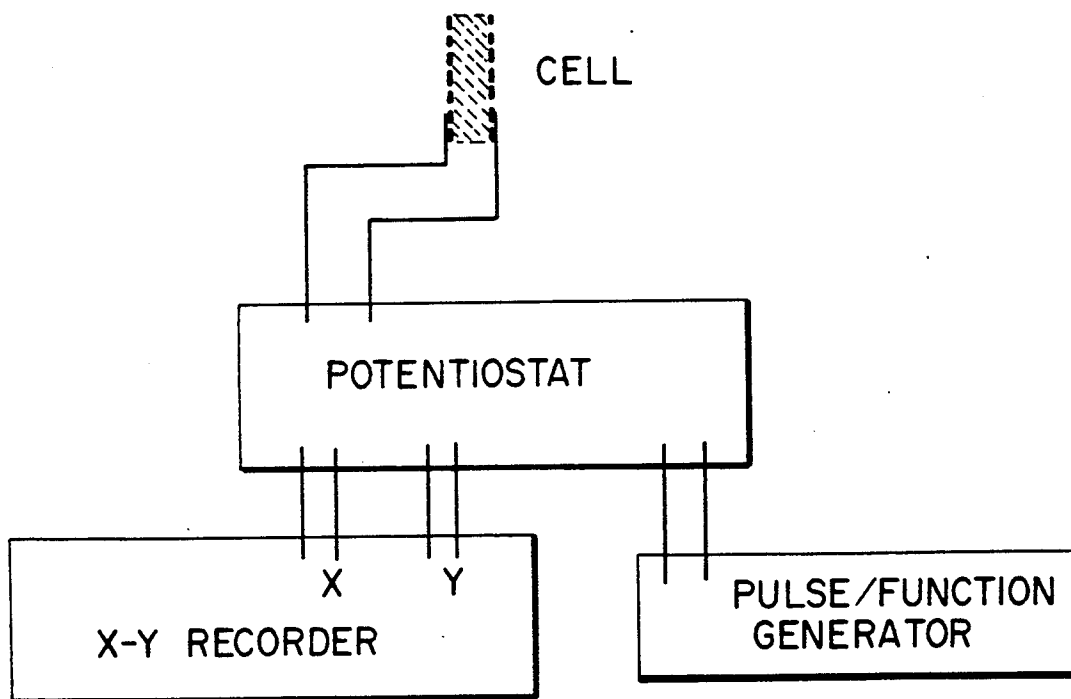 CELL
POTENTIOSTAT
X Y
X-Y RECORDER
PULSE/FUNCTION
GENERATOR